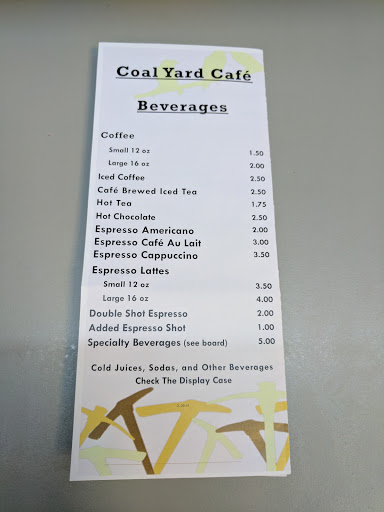 Coal Yard Café
Beverages
Coffee
Small 12 oz 1.50
Large 16 oz 2.00
Iced Coffee 2.50
Café Brewed Iced Tea 2.50
Hot Tea 1.75
Hot Chocolate 2.50
Espresso Americano 2.00
Espresso Café Au Lait 3.00
Espresso Cappuccino 3.50
Espresso Lattes
Small 12 oz 3.50
Large 16 oz 4.00
Double Shot Espresso 2.00
Added Espresso Shot 1.00
Specialty Beverages (see board) 5.00
Cold Juices, Sodas, and Other Beverages
Check The Display Case